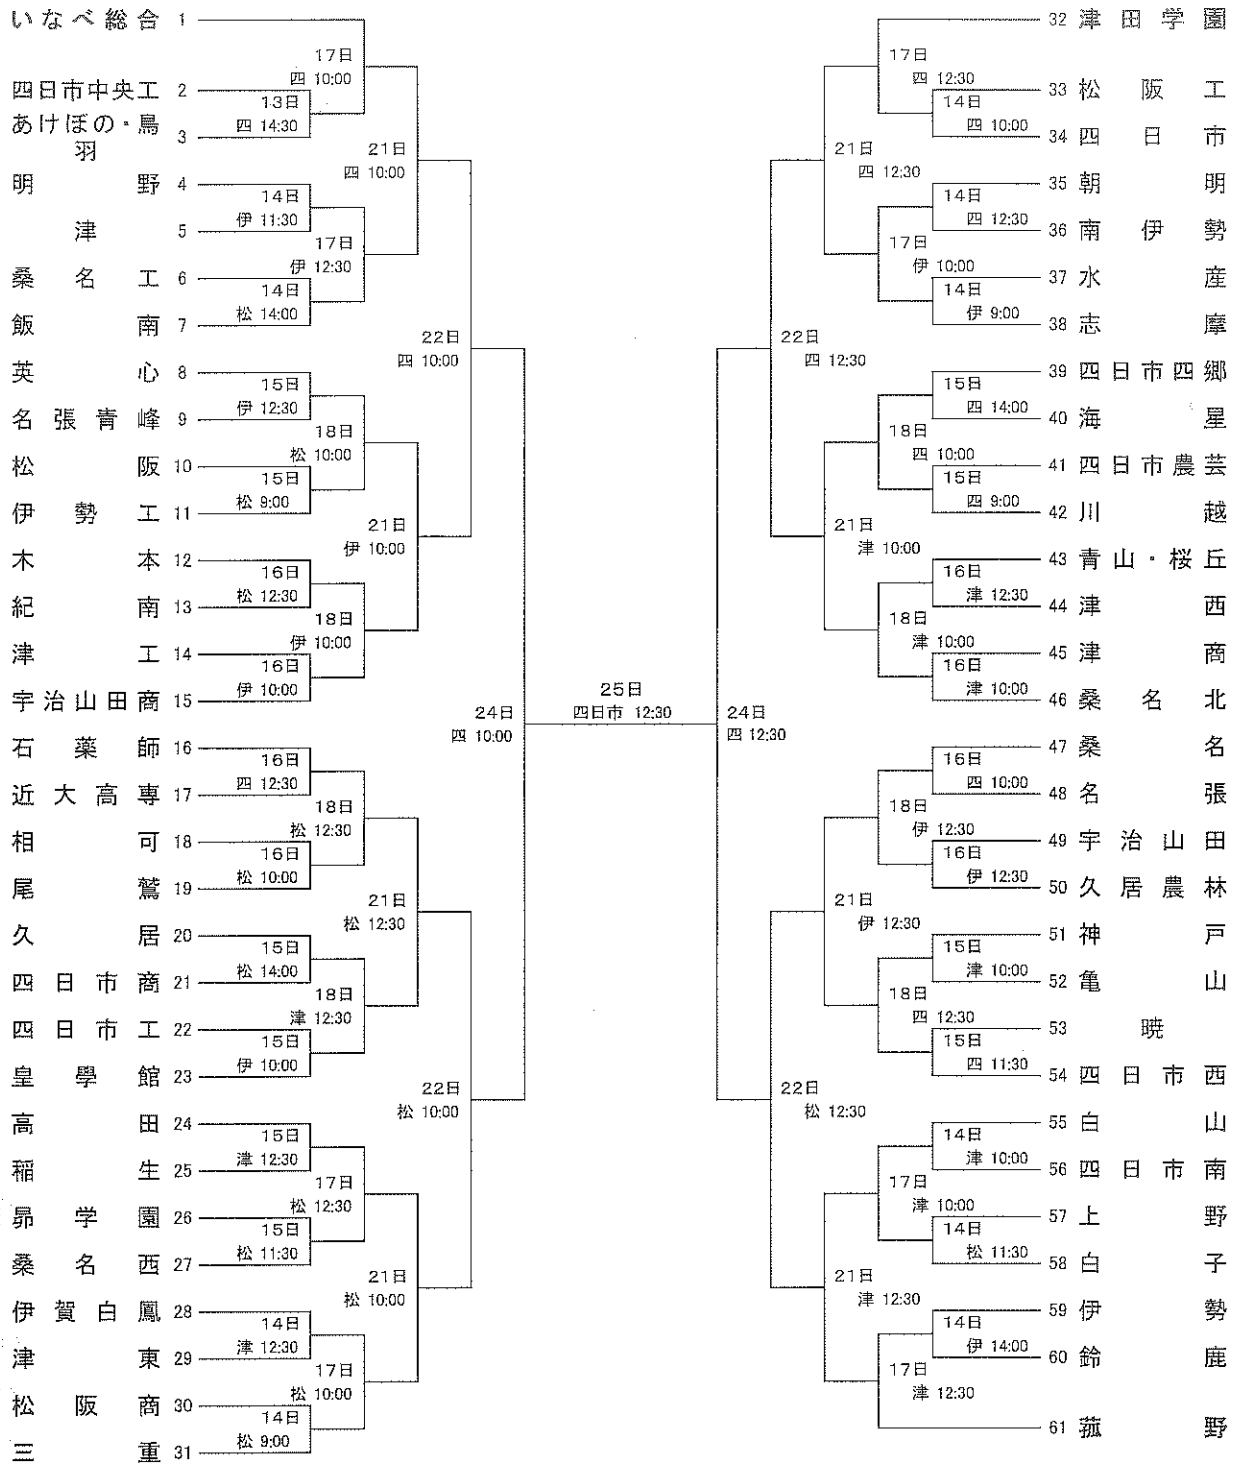 いなべ総合 1
17日
四 10:00
四日市中央工 2
13日
四 14:30
あけぼの・鳥羽 3
21日
四 10:00
明野 4
14日
伊 11:30
津 5
17日
伊 12:30
桑名工 6
14日
松 14:00
飯南 7
22日
四 10:00
英心 8
15日
伊 12:30
名張青峰 9
18日
松 10:00
松阪 10
15日
松 9:00
伊勢工 11
21日
伊 10:00
木本 12
16日
松 12:30
紀南 13
18日
伊 10:00
津工 14
16日
伊 10:00
宇治山田商 15
24日
四 10:00
石薬師 16
16日
四 12:30
近大高専 17
18日
松 12:30
相可 18
16日
松 10:00
尾鷲 19
21日
松 12:30
久居 20
15日
松 14:00
四日市商 21
18日
津 12:30
四日市工 22
15日
伊 10:00
皇學館 23
22日
松 10:00
高田 24
15日
津 12:30
稲生 25
17日
松 12:30
昴学園 26
15日
松 11:30
桑名西 27
21日
松 10:00
伊賀白鳳 28
14日
津 12:30
津東 29
17日
松 10:00
松阪商 30
14日
松 9:00
三重 31
25日
四日市 12:30
32 津田学園
17日
四 12:30
33 松阪工
14日
四 10:00
34 四日市
21日
四 12:30
35 朝明
14日
四 12:30
36 南伊勢
17日
伊 10:00
37 水産
14日
伊 9:00
38 志摩
22日
四 12:30
39 四日市四郷
15日
四 14:00
40 海星
18日
四 10:00
41 四日市農芸
15日
四 9:00
42 川越
21日
津 10:00
43 青山・桜丘
16日
津 12:30
44 津西
18日
津 10:00
45 津商
16日
津 10:00
46 桑名北
24日
四 12:30
47 桑名
16日
四 10:00
48 名張
18日
伊 12:30
49 宇治山田
16日
伊 12:30
50 久居農林
21日
伊 12:30
51 神戸
15日
津 10:00
52 亀山
18日
四 12:30
53 暁
15日
四 11:30
54 四日市西
22日
松 12:30
55 白山
14日
津 10:00
56 四日市南
17日
津 10:00
57 上野
14日
松 11:30
58 白子
21日
津 12:30
59 伊勢
14日
伊 14:00
60 鈴鹿
17日
津 12:30
61 菰野